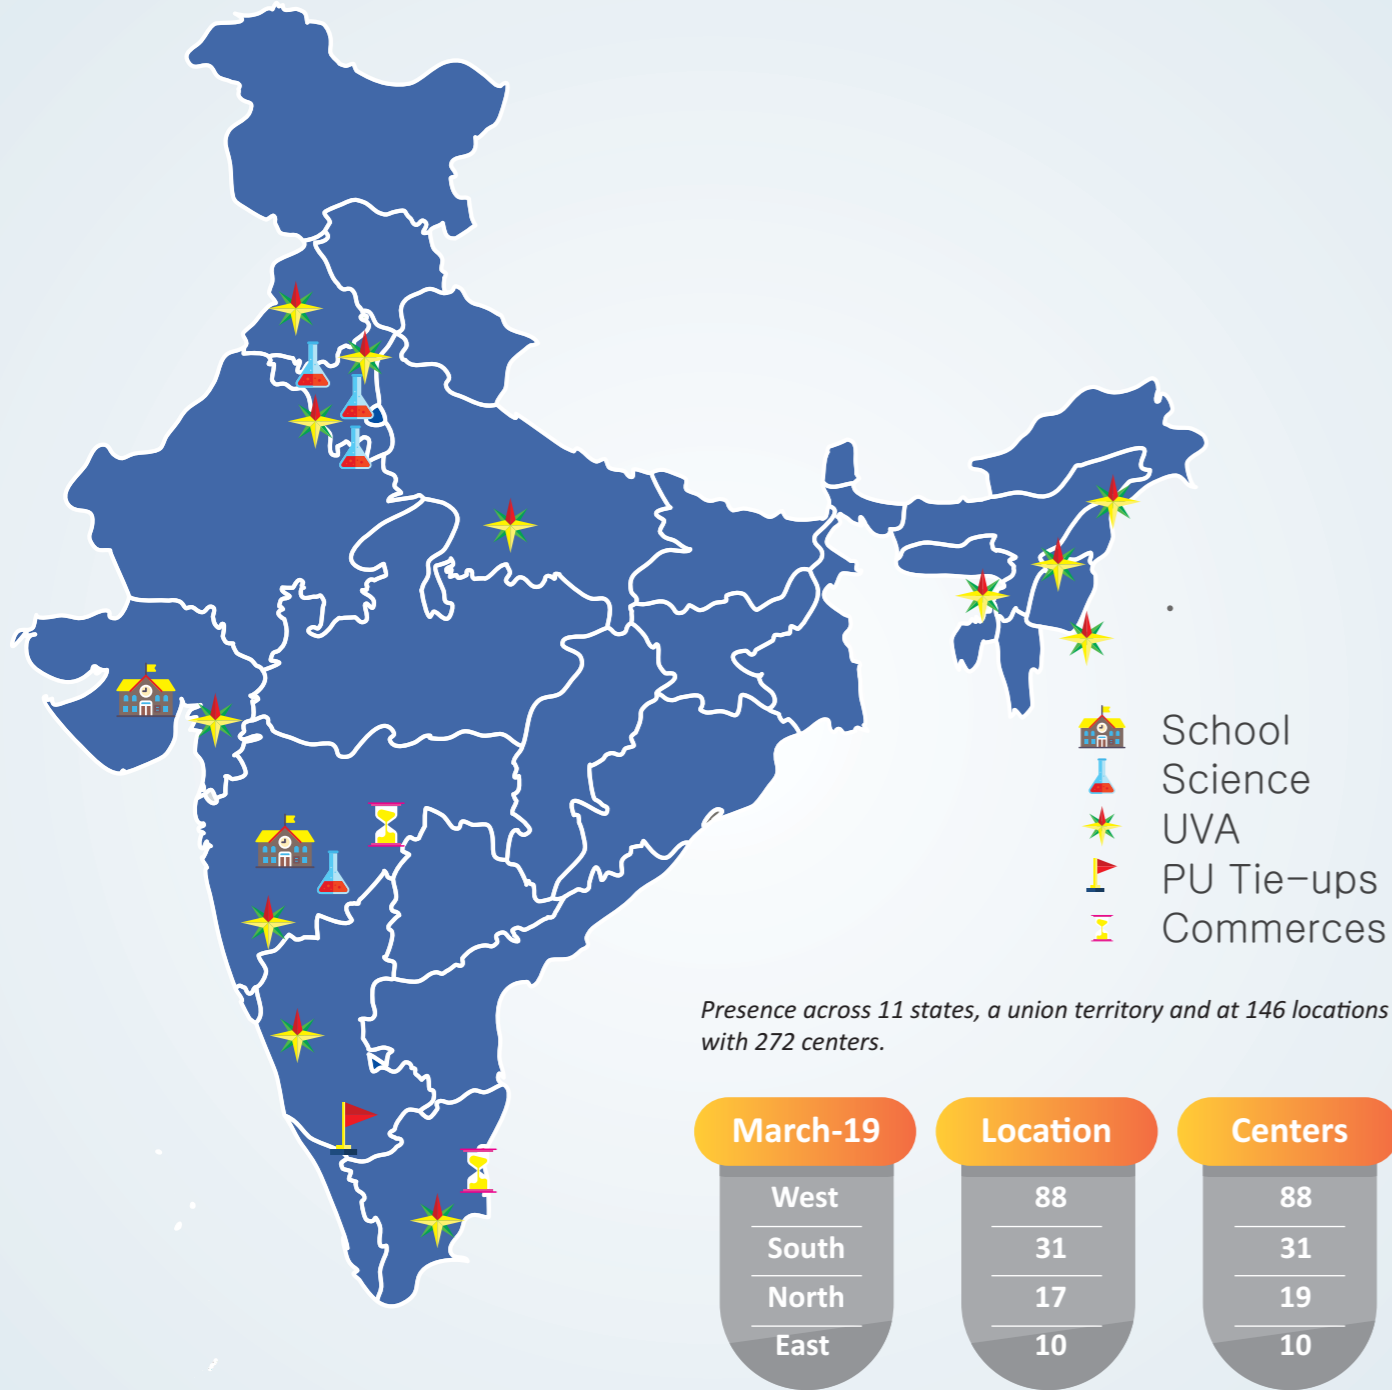 School
Science
UVA
PU Tie-ups
Commerces
Presence across 11 states, a union territory and at 146 locations
with 272 centers.
March-19 Location Centers
West 88 88
South 31 31
North 17 19
East 10 10